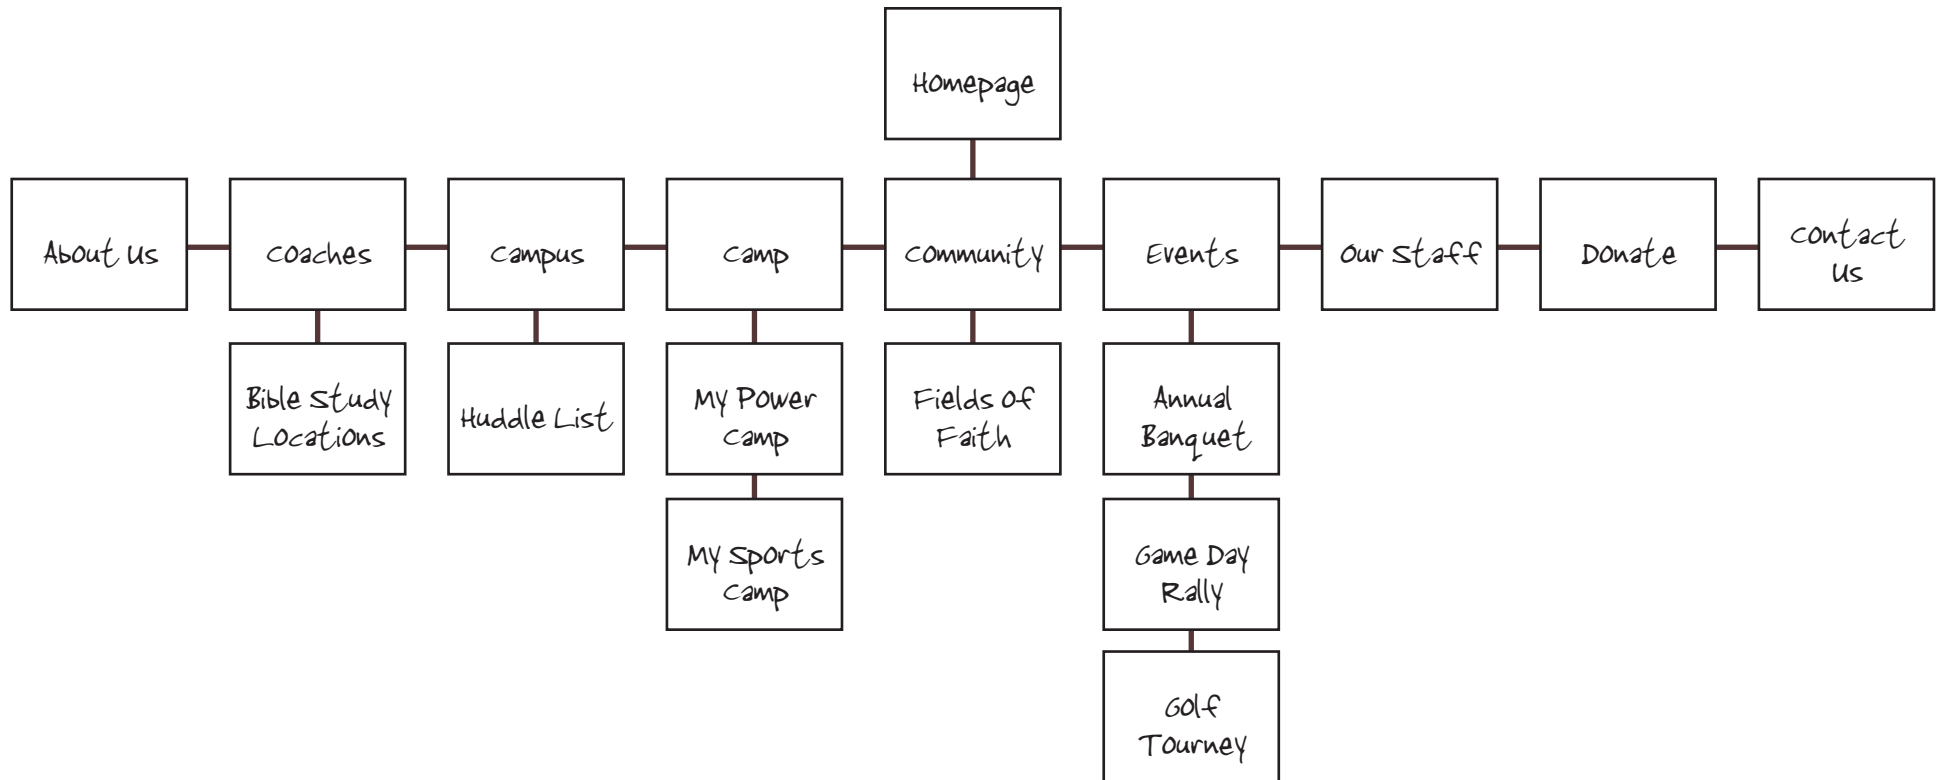 Homepage
About Us
Coaches
Campus
Camp
Community
Events
Our Staff
Donate
Contact
Us
Bible Study
Locations
Huddle List
My Power
Camp
Fields of
Faith
Annual
Banquet
My Sports
Camp
Game Day
Rally
Golf
Tourney